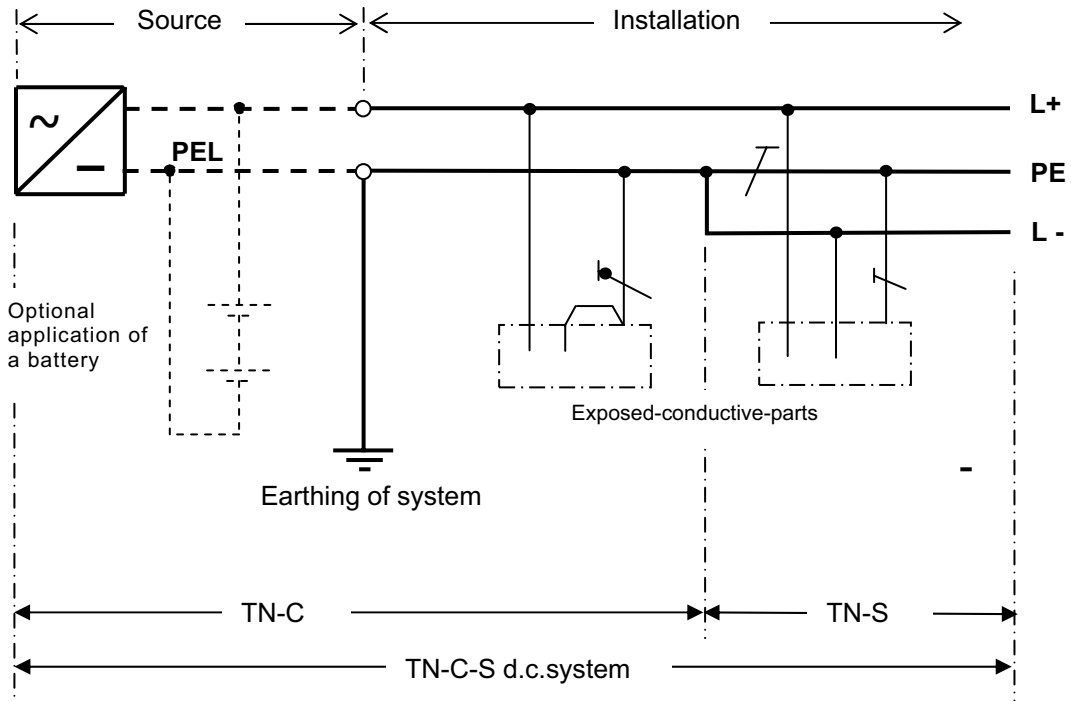 Source
Installation
~
−
PEL
L+
PE
L -
Optional
application of
a battery
Exposed-conductive-parts
Earthing of system
-
TN-C
TN-S
TN-C-S d.c.system